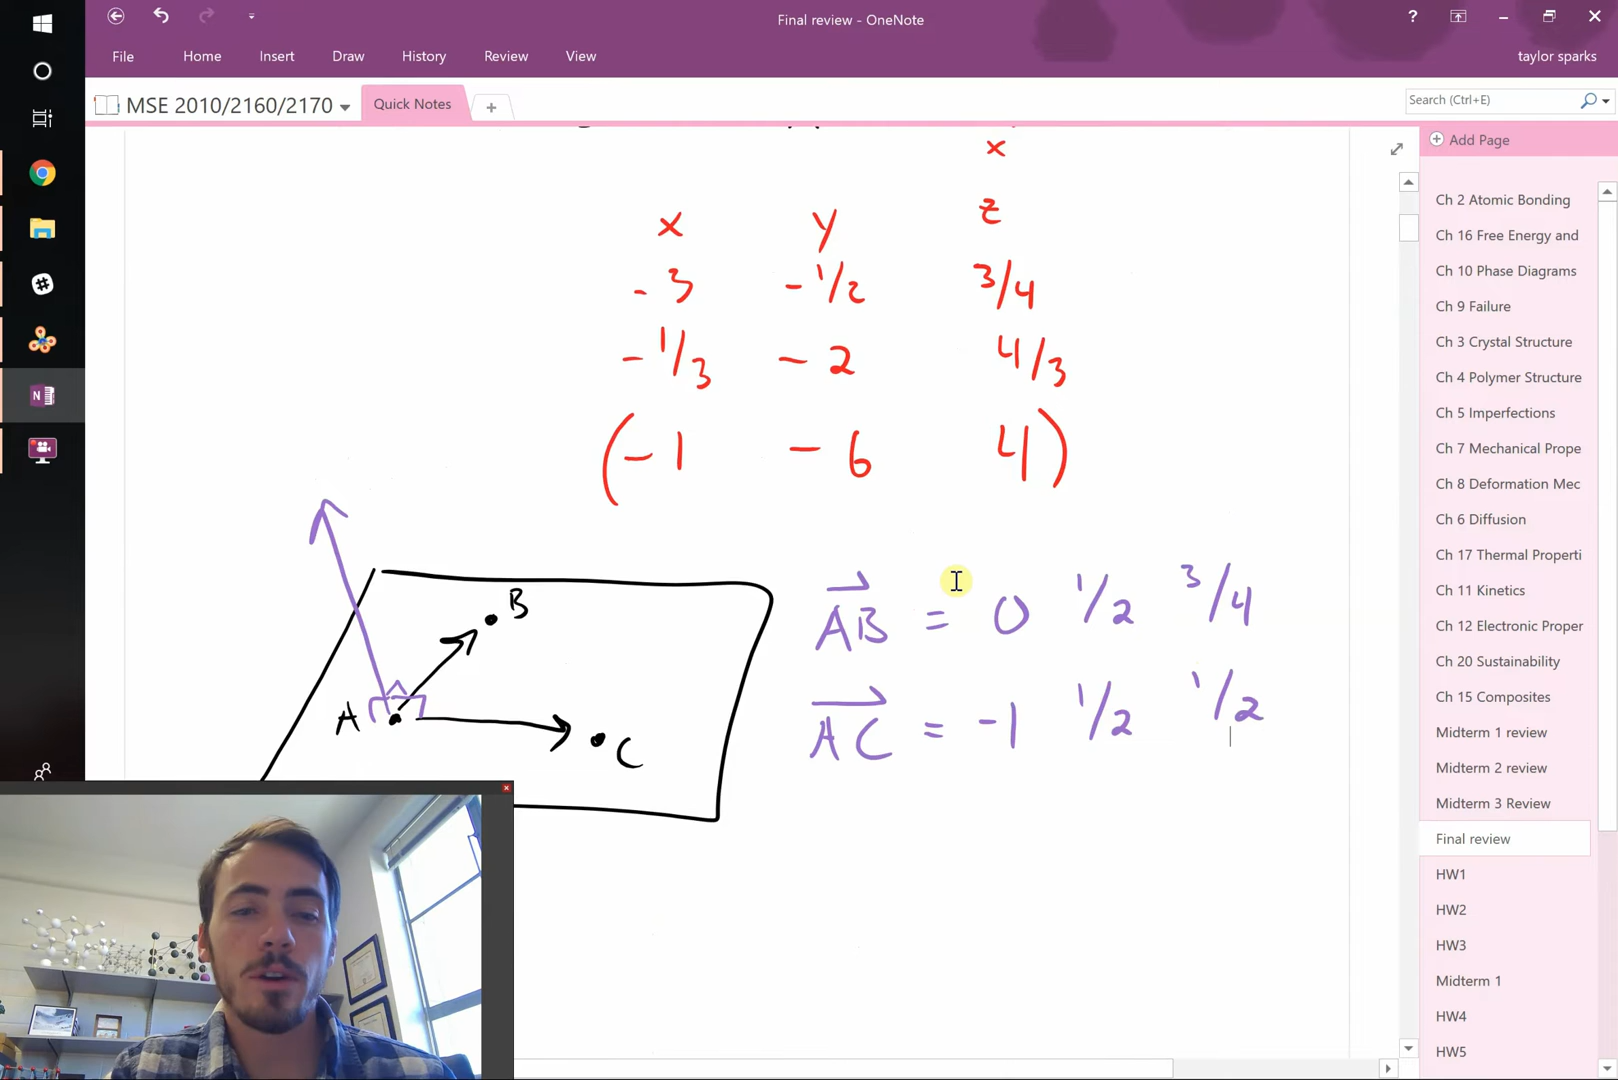 Final review - OneNote
?
File Home Insert Draw History Review View
taylor sparks
MSE 2010/2160/2170
Quick Notes
+
Search (Ctrl+E)
Add Page
Ch 2 Atomic Bonding
Ch 16 Free Energy and
Ch 10 Phase Diagrams
Ch 9 Failure
Ch 3 Crystal Structure
Ch 4 Polymer Structure
Ch 5 Imperfections
Ch 7 Mechanical Prope
Ch 8 Deformation Mec
Ch 6 Diffusion
Ch 17 Thermal Properti
Ch 11 Kinetics
Ch 12 Electronic Proper
Ch 20 Sustainability
Ch 15 Composites
Midterm 1 review
Midterm 2 review
Midterm 3 Review
Final review
HW1
HW2
HW3
Midterm 1
HW4
HW5
x
x y z
-3 -1/2 3/4
-1/3 -2 4/3
(-1 -6 4)
B
A
C
AB = 0 1/2 3/4
AC = -1 1/2 1/2